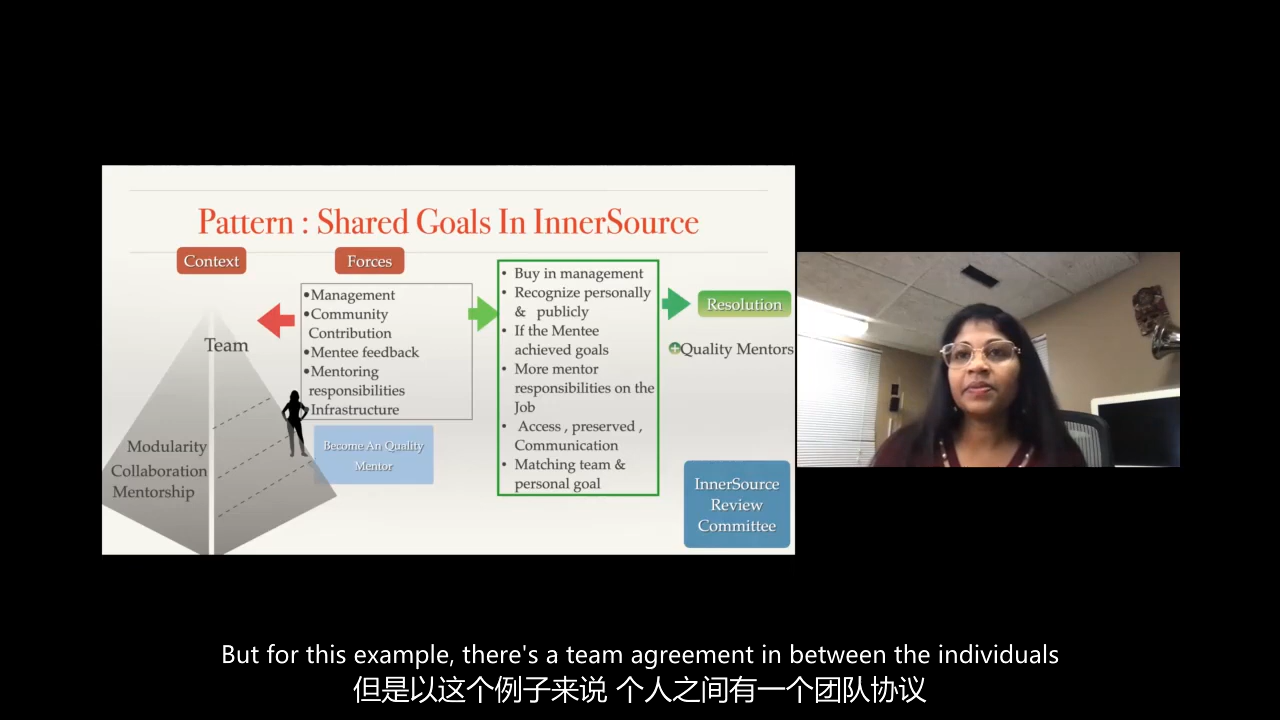 Pattern : Shared Goals In InnerSource
Context
Forces
Team
Modularity
Collaboration
Mentorship
•Management
•Community
Contribution
•Mentee feedback
•Mentoring
responsibilities
•Infrastructure
Become An Quality
Mentor
• Buy in management
• Recognize personally
& publicly
• If the Mentee
achieved goals
• More mentor
responsibilities on the
Job
• Access , preserved ,
Communication
• Matching team &
personal goal
Resolution
Quality Mentors
InnerSource
Review
Committee
But for this example, there's a team agreement in between the individuals
但是以这个例子来说 个人之间有一个团队协议